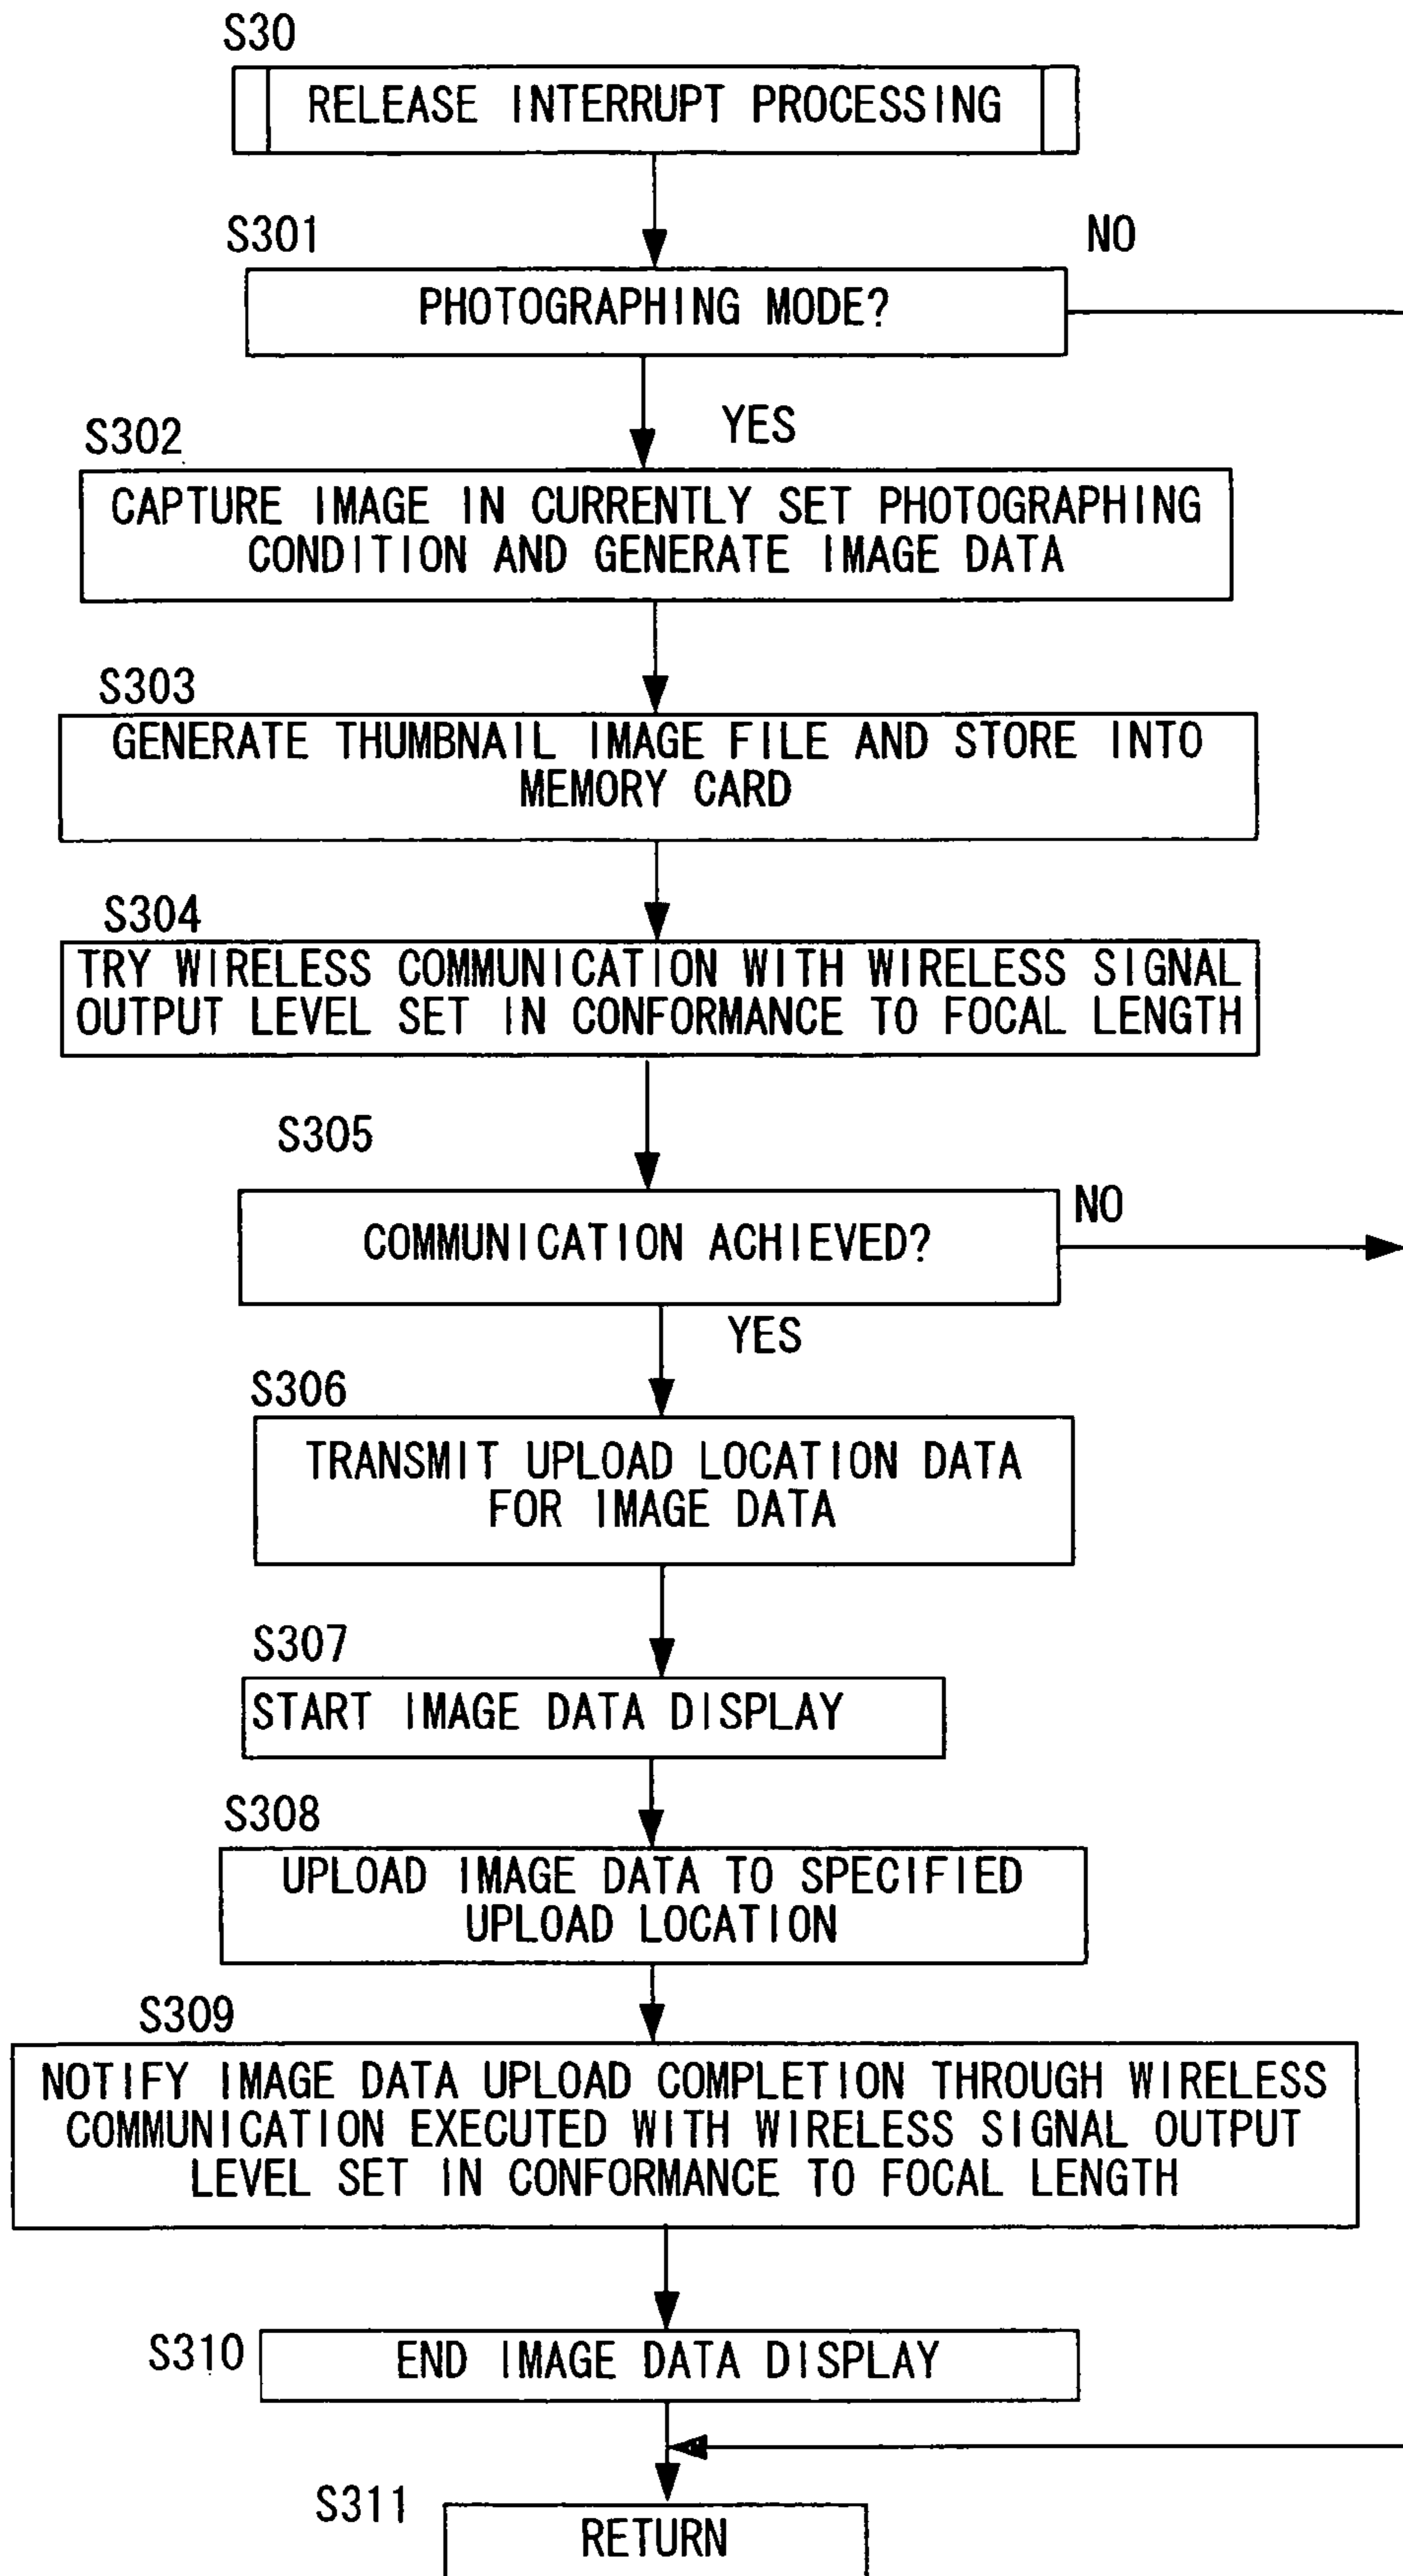 S30
RELEASE INTERRUPT PROCESSING
S301
NO
PHOTOGRAPHING MODE?
YES
S302
CAPTURE IMAGE IN CURRENTLY SET PHOTOGRAPHING
CONDITION AND GENERATE IMAGE DATA
S303
GENERATE THUMBNAIL IMAGE FILE AND STORE INTO
MEMORY CARD
S304
TRY WIRELESS COMMUNICATION WITH WIRELESS SIGNAL
OUTPUT LEVEL SET IN CONFORMANCE TO FOCAL LENGTH
S305
NO
COMMUNICATION ACHIEVED?
YES
S306
TRANSMIT UPLOAD LOCATION DATA
FOR IMAGE DATA
S307
START IMAGE DATA DISPLAY
S308
UPLOAD IMAGE DATA TO SPECIFIED
UPLOAD LOCATION
S309
NOTIFY IMAGE DATA UPLOAD COMPLETION THROUGH WIRELESS
COMMUNICATION EXECUTED WITH WIRELESS SIGNAL OUTPUT
LEVEL SET IN CONFORMANCE TO FOCAL LENGTH
S310
END IMAGE DATA DISPLAY
S311
RETURN